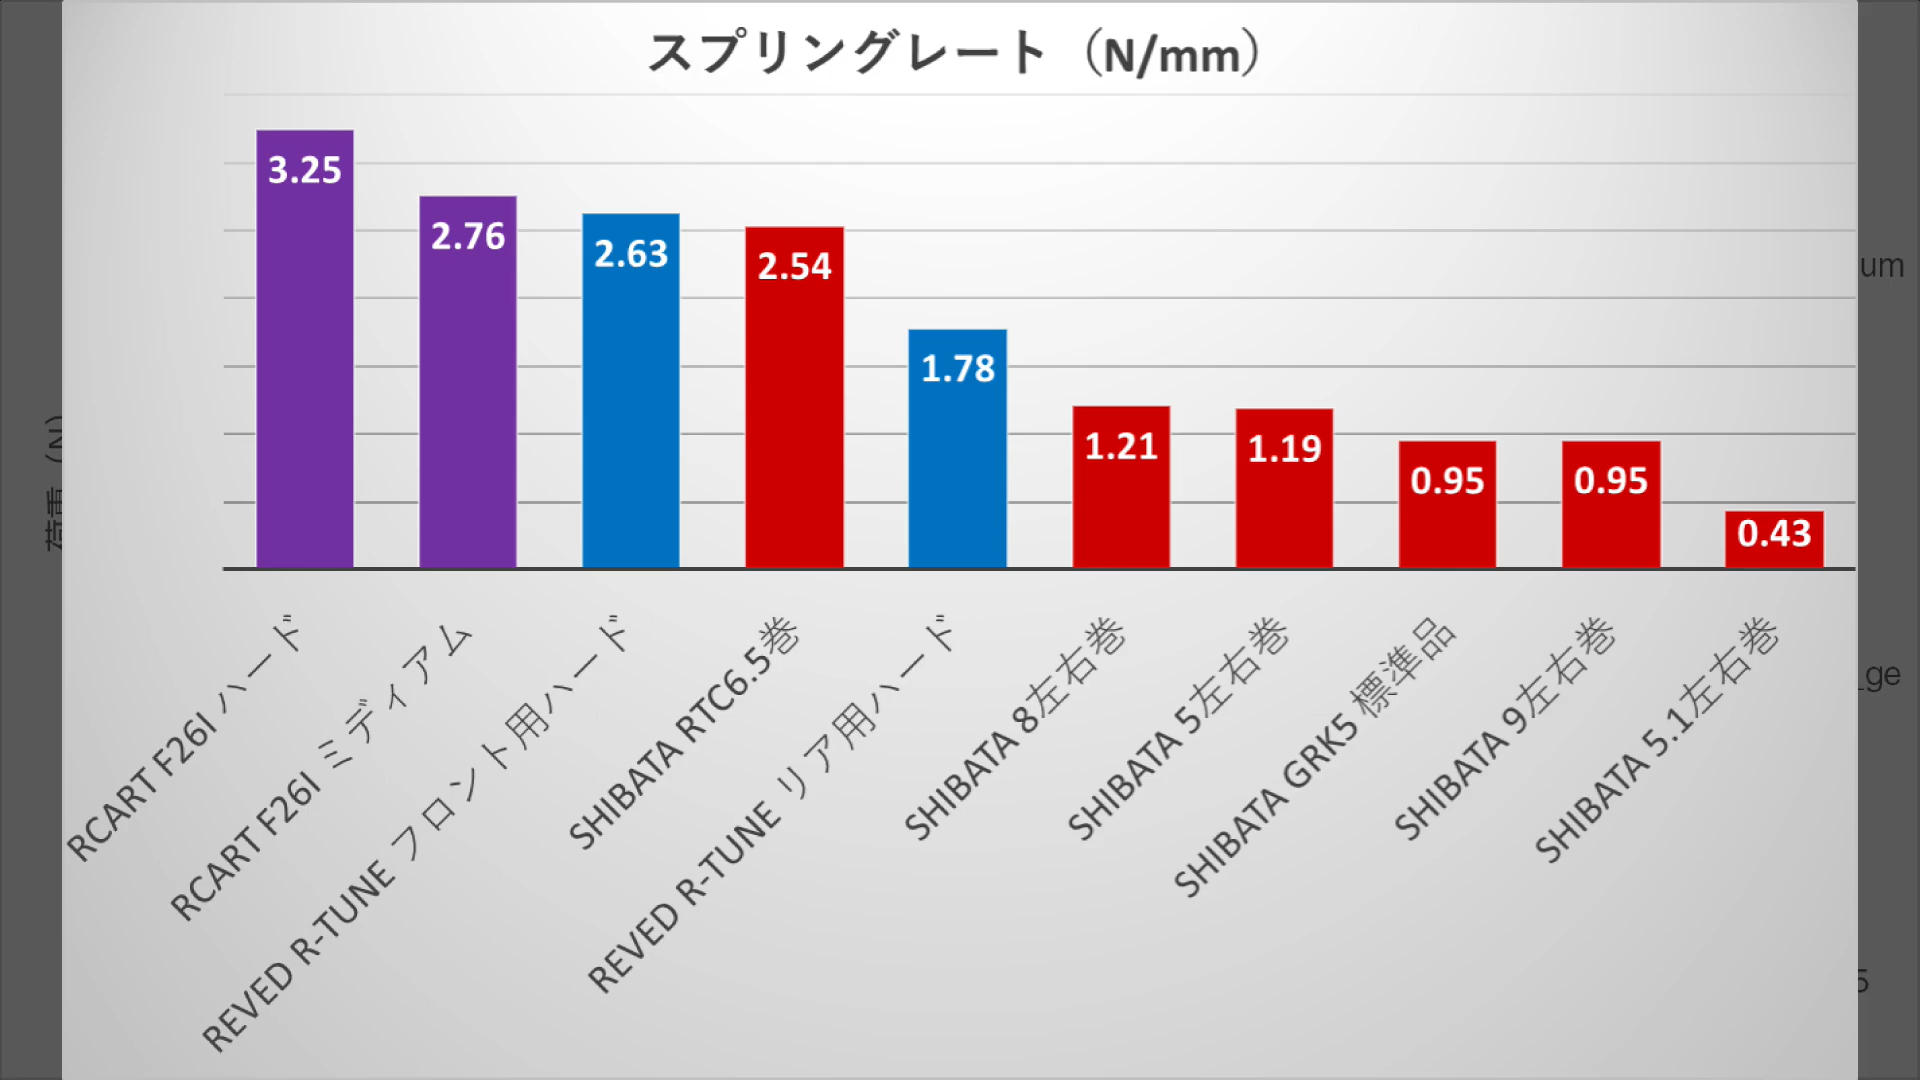 スプリングレート（N/mm）
3.25
2.76
2.63
2.54
1.78
1.21
1.19
0.95
0.95
0.43
RCART F26I ハード
RCART F26I ミディアム
REVED R-TUNE フロント用ハード
SHIBATA RTC6.5巻
REVED R-TUNE リア用ハード
SHIBATA 8左右巻
SHIBATA 5左右巻
SHIBATA GRK5 標準品
SHIBATA 9左右巻
SHIBATA 5.1左右巻
荷重（N）
um
ge
5